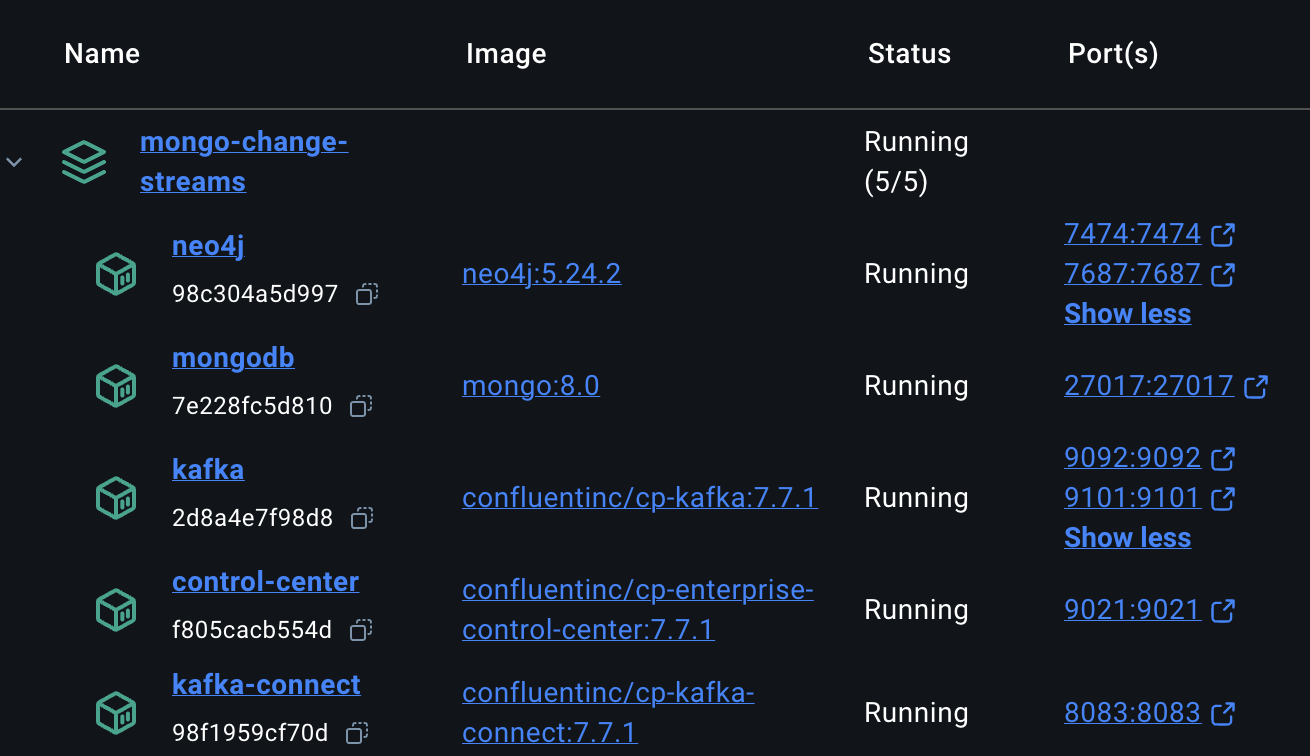 Name Image Status Port(s)
mongo-change-
streams
Running
(5/5)
neo4j
98c304a5d997
neo4j:5.24.2
Running
7474:7474
7687:7687
Show less
mongodb
7e228fc5d810
mongo:8.0
Running
27017:27017
kafka
2d8a4e7f98d8
confluentinc/cp-kafka:7.7.1
Running
9092:9092
9101:9101
Show less
control-center
f805cacb554d
confluentinc/cp-enterprise-
control-center:7.7.1
Running
9021:9021
kafka-connect
98f1959cf70d
confluentinc/cp-kafka-
connect:7.7.1
Running
8083:8083